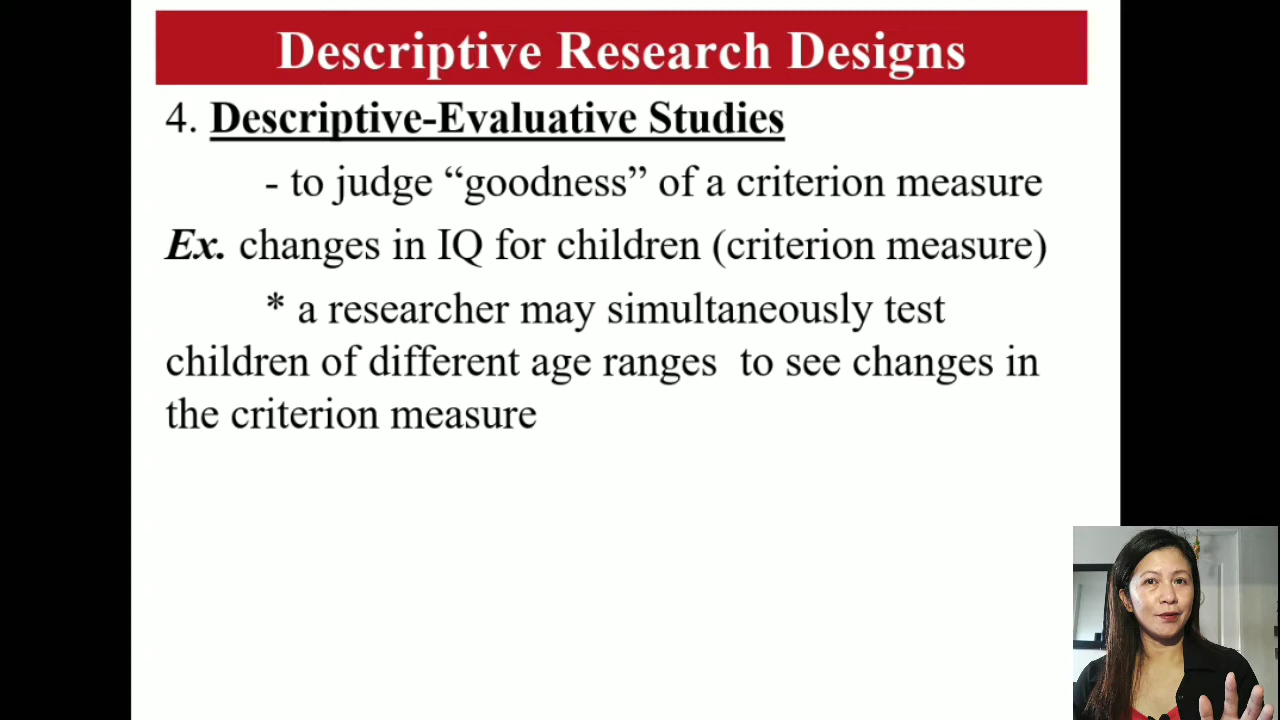 Descriptive Research Designs
4. Descriptive-Evaluative Studies
- to judge “goodness” of a criterion measure
Ex. changes in IQ for children (criterion measure)
* a researcher may simultaneously test
children of different age ranges to see changes in
the criterion measure